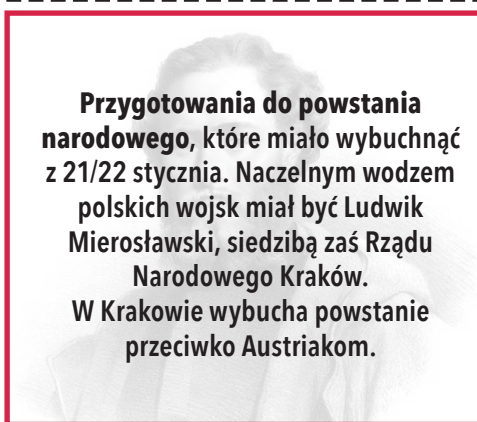 Przygotowania do powstania
narodowego, które miało wybuchnąć
z 21/22 stycznia. Naczelnym wodzem
polskich wojsk miał być Ludwik
Mierosławski, siedzibą zaś Rządu
Narodowego Kraków.
W Krakowie wybucha powstanie
przeciwko Austriakom.